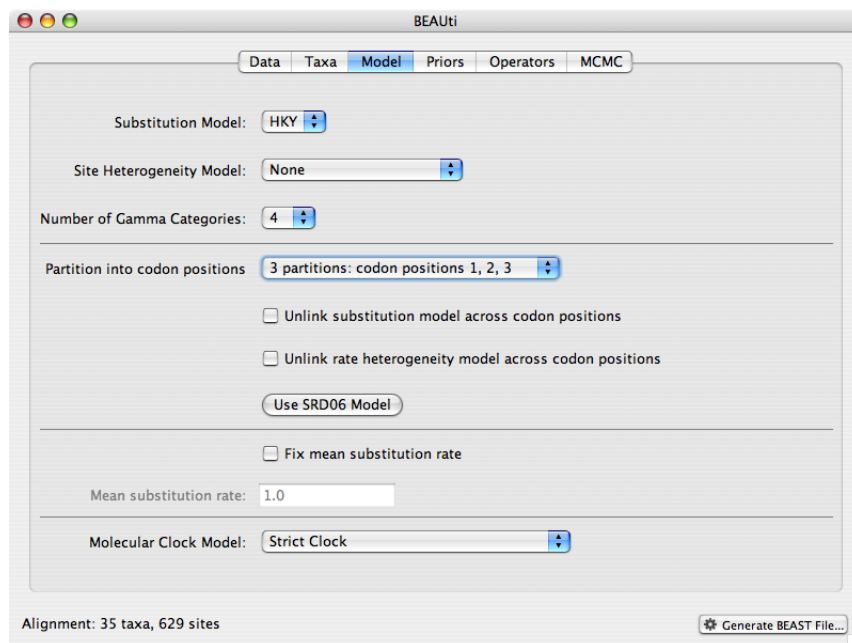 BEAUti
Data Taxa Model Priors Operators MCMC
Substitution Model: HKY
Site Heterogeneity Model: None
Number of Gamma Categories: 4
Partition into codon positions 3 partitions: codon positions 1, 2, 3
Unlink substitution model across codon positions
Unlink rate heterogeneity model across codon positions
Use SRD06 Model
Fix mean substitution rate
Mean substitution rate: 1.0
Molecular Clock Model: Strict Clock
Alignment: 35 taxa, 629 sites Generate BEAST File...